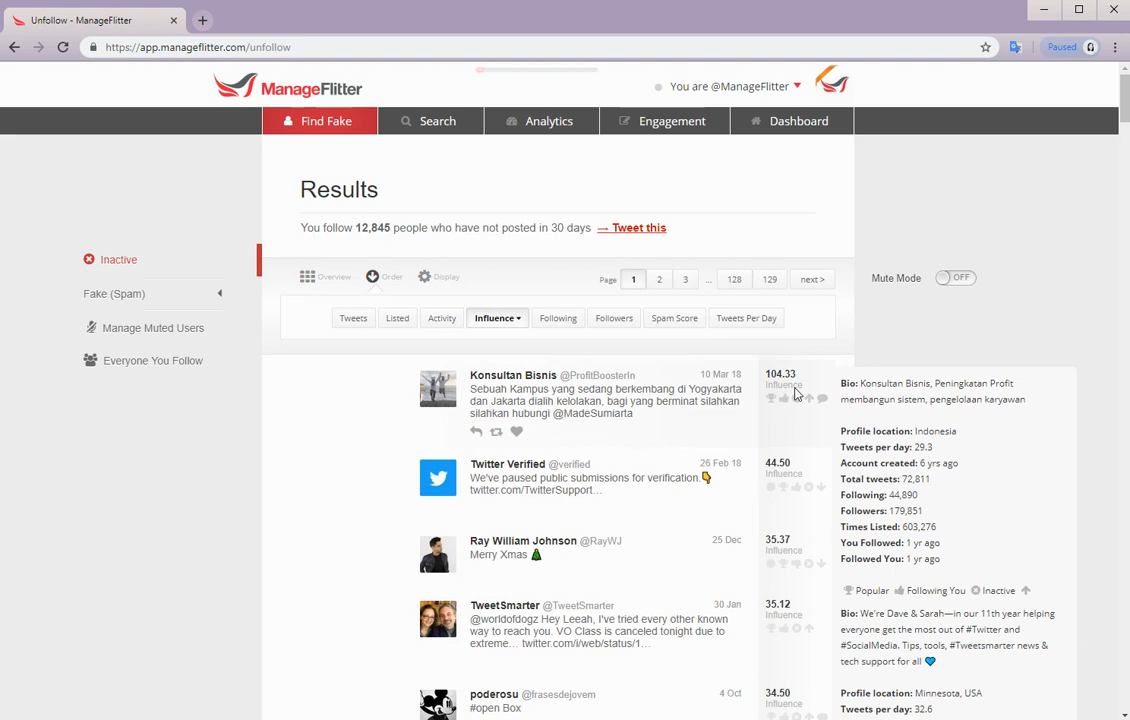 Unfollow - ManageFlitter
https://app.manageflitter.com/unfollow
Paused
ManageFlitter
You are @ManageFlitter
Find Fake
Search
Analytics
Engagement
Dashboard
Results
You follow 12,845 people who have not posted in 30 days → Tweet this
Inactive
Fake (Spam)
Manage Muted Users
Everyone You Follow
Overview
Order
Display
Page 1 2 3 ... 128 129 next >
Mute Mode OFF
Tweets
Listed
Activity
Influence
Following
Followers
Spam Score
Tweets Per Day
Konsultan Bisnis @ProfitBoosterIn 10 Mar 18
Sebuah Kampus yang sedang berkembang di Yogyakarta
dan Jakarta dialih kelolakan, bagi yang berminat silahkan
silahkan hubungi @MadeSumiarta
104.33
Influence
Twitter Verified @verified 26 Feb 18
We've paused public submissions for verification.
twitter.com/TwitterSupport...
44.50
Influence
Ray William Johnson @RayWJ 25 Dec
Merry Xmas
35.37
Influence
TweetSmarter @TweetSmarter 30 Jan
@worldofdogz Hey Leeah, I've tried every other known
way to reach you. VO Class is canceled tonight due to
extreme... twitter.com/i/web/status/1...
35.12
Influence
poderosu @frasesdejovem 4 Oct
#open Box
34.50
Influence
Bio: Konsultan Bisnis, Peningkatan Profit
membangun sistem, pengelolaan karyawan
Profile location: Indonesia
Tweets per day: 29.3
Account created: 6 yrs ago
Total tweets: 72,811
Following: 44,890
Followers: 179,851
Times Listed: 603,276
You Followed: 1 yr ago
Followed You: 1 yr ago
Popular Following You Inactive
Bio: We're Dave & Sarah—in our 11th year helping
everyone get the most out of #Twitter and
#SocialMedia. Tips, tools, #Tweetsmarter news &
tech support for all
Profile location: Minnesota, USA
Tweets per day: 32.6